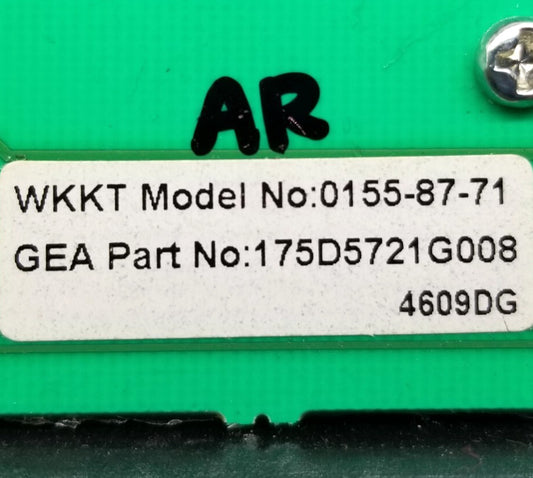 AR
WKKT Model No:0155-87-71
GEA Part No:175D5721G008
4609DG